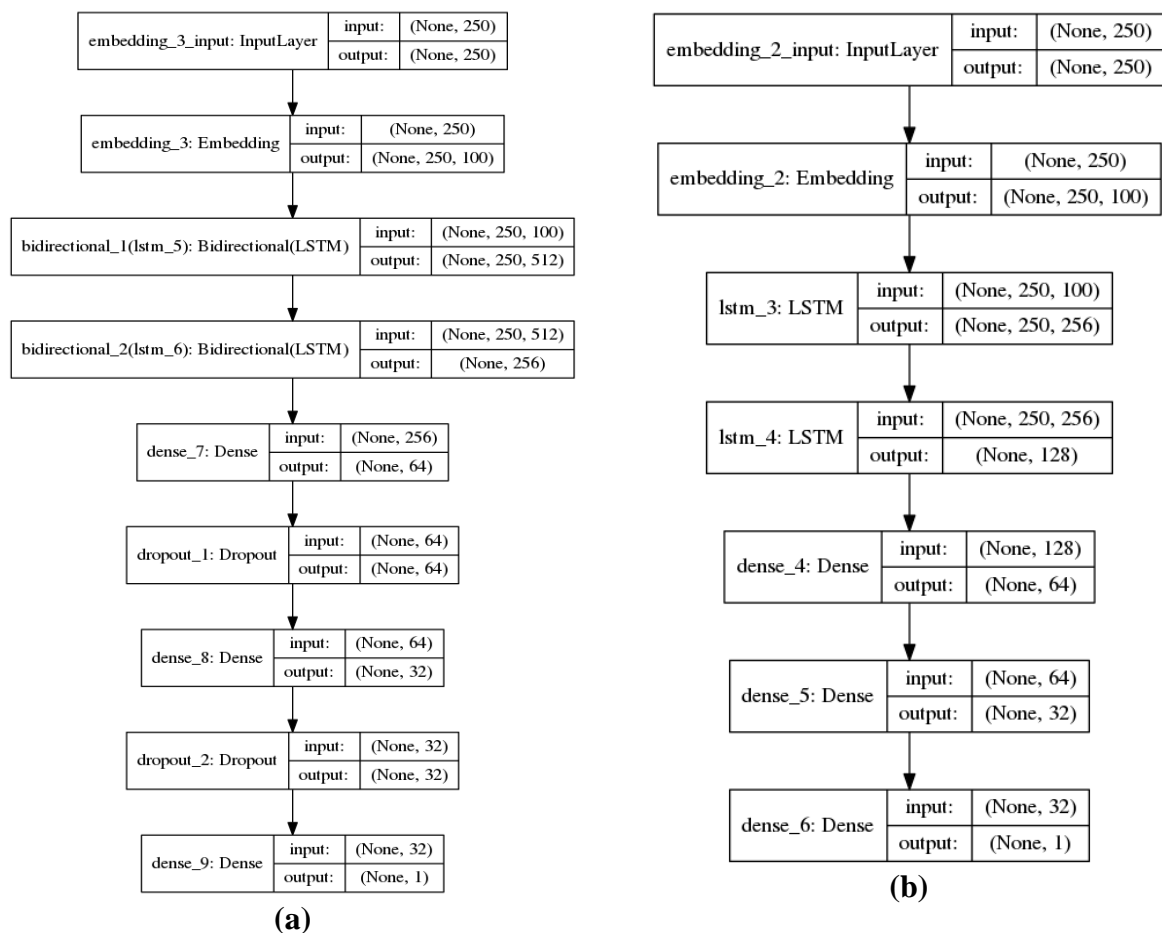 embedding_3_input: InputLayer
input: (None, 250)
output: (None, 250)
embedding_3: Embedding
input: (None, 250)
output: (None, 250, 100)
bidirectional_1(lstm_5): Bidirectional(LSTM)
input: (None, 250, 100)
output: (None, 250, 512)
bidirectional_2(lstm_6): Bidirectional(LSTM)
input: (None, 250, 512)
output: (None, 256)
dense_7: Dense
input: (None, 256)
output: (None, 64)
dropout_1: Dropout
input: (None, 64)
output: (None, 64)
dense_8: Dense
input: (None, 64)
output: (None, 32)
dropout_2: Dropout
input: (None, 32)
output: (None, 32)
dense_9: Dense
input: (None, 32)
output: (None, 1)
(a)
embedding_2_input: InputLayer
input: (None, 250)
output: (None, 250)
embedding_2: Embedding
input: (None, 250)
output: (None, 250, 100)
lstm_3: LSTM
input: (None, 250, 100)
output: (None, 250, 256)
lstm_4: LSTM
input: (None, 250, 256)
output: (None, 128)
dense_4: Dense
input: (None, 128)
output: (None, 64)
dense_5: Dense
input: (None, 64)
output: (None, 32)
dense_6: Dense
input: (None, 32)
output: (None, 1)
(b)